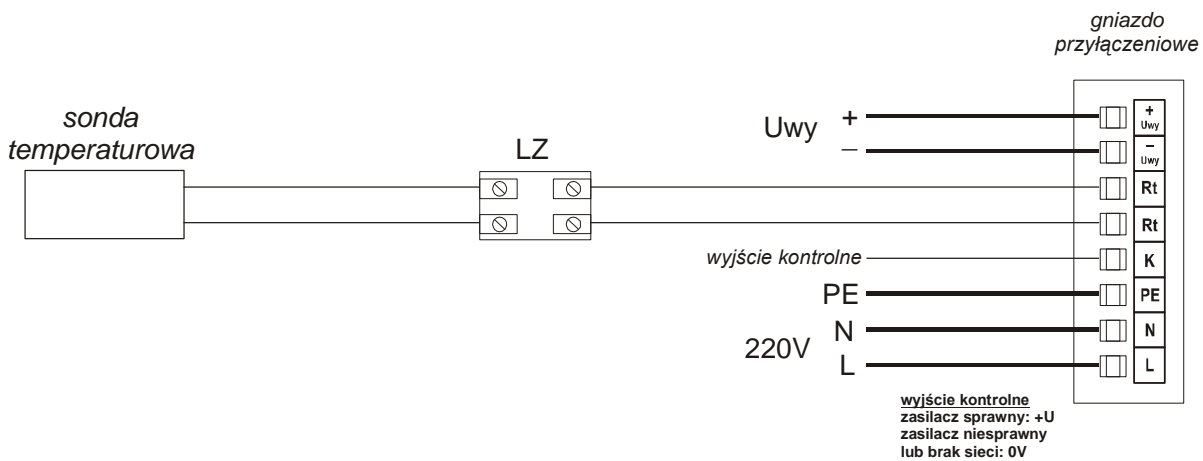 gniazdo
przyłączeniowe
sonda
temperaturowa
LZ
Uwy
+
–
+
Uwy
–
Uwy
Rt
Rt
wyjście kontrolne
K
PE
PE
220V
N
N
L
L
wyjście kontrolne
zasilacz sprawny: +U
zasilacz niesprawny
lub brak sieci: 0V